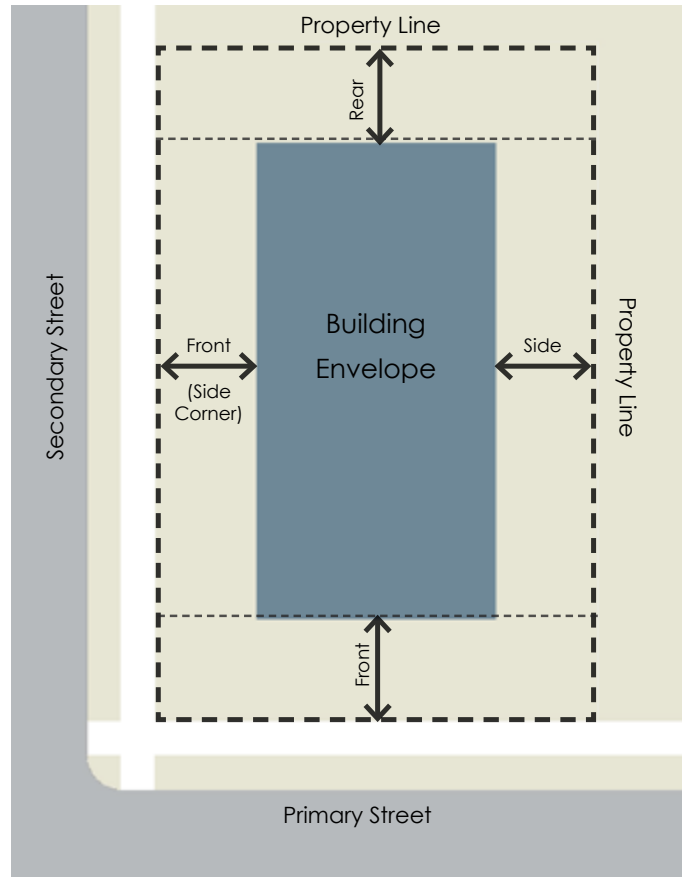 Property Line
Rear
Secondary Street
Building
Envelope
Front
(Side
Corner)
Side
Property Line
Front
Primary Street